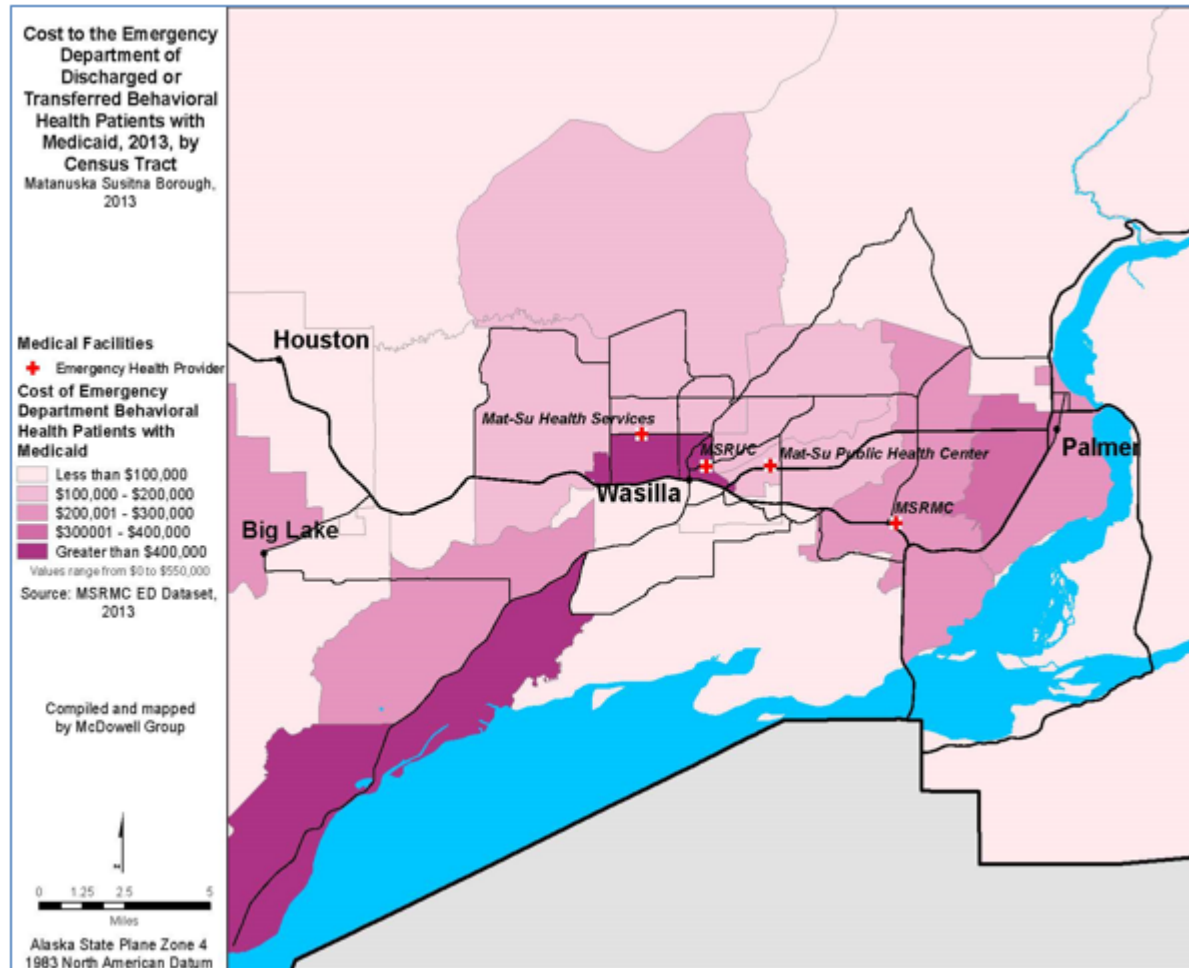 Cost to the Emergency
Department of
Discharged or
Transferred Behavioral
Health Patients with
Medicaid, 2013, by
Census Tract
Matanuska Susitna Borough,
2013
Medical Facilities
Emergency Health Provider
Cost of Emergency
Department Behavioral
Health Patients with
Medicaid
Less than $100,000
$100,000 - $200,000
$200,001 - $300,000
$300001 - $400,000
Greater than $400,000
Values range from $0 to $550,000
Source: MSRMC ED Dataset,
2013
Compiled and mapped
by McDowell Group
0 1.25 2.5 5
Miles
Alaska State Plane Zone 4
1983 North American Datum
Houston
Mat-Su Health Services
MSRUC
Mat-Su Public Health Center
Palmer
Wasilla
MSRMC
Big Lake